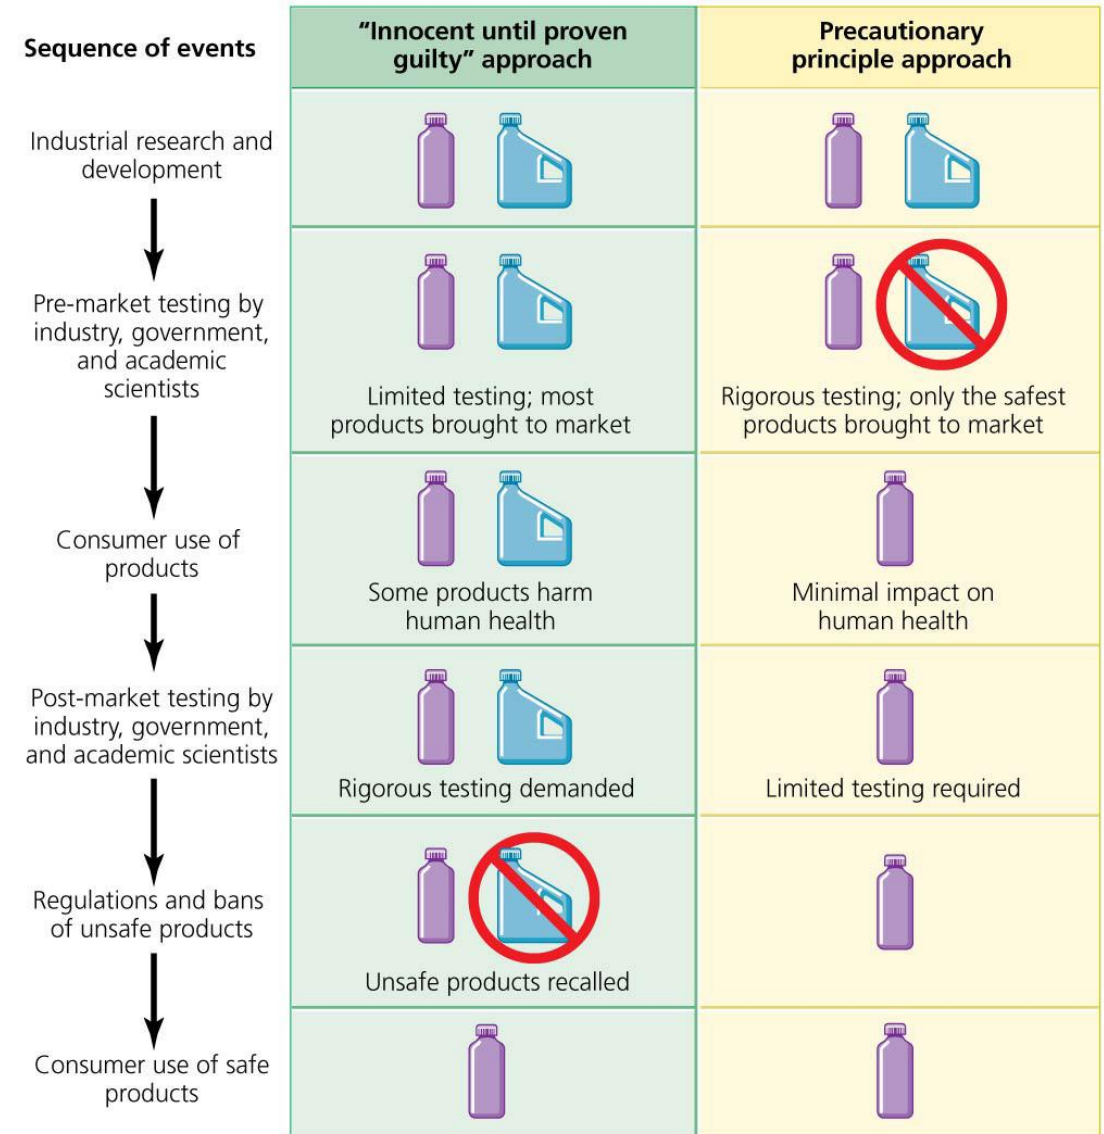 Sequence of events
“Innocent until proven
guilty” approach
Precautionary
principle approach
Industrial research and
development
Pre-market testing by
industry, government,
and academic
scientists
Limited testing; most
products brought to market
Rigorous testing; only the safest
products brought to market
Consumer use of
products
Some products harm
human health
Minimal impact on
human health
Post-market testing by
industry, government,
and academic scientists
Rigorous testing demanded
Limited testing required
Regulations and bans
of unsafe products
Unsafe products recalled
Consumer use of safe
products